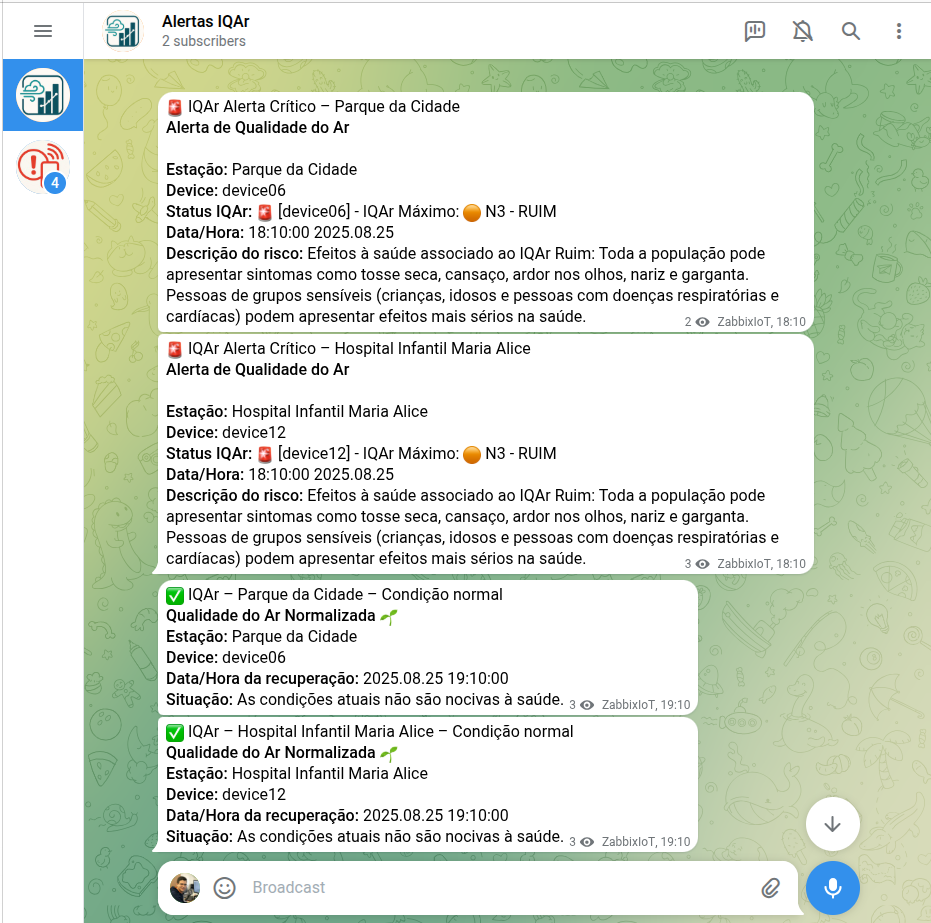 Alertas IQAr
2 subscribers
4
🚨 IQAr Alerta Crítico – Parque da Cidade
Alerta de Qualidade do Ar
Estação: Parque da Cidade
Device: device06
Status IQAr: 🚨 [device06] - IQAr Máximo: 🟠 N3 - RUIM
Data/Hora: 18:10:00 2025.08.25
Descrição do risco: Efeitos à saúde associado ao IQAr Ruim: Toda a população pode
apresentar sintomas como tosse seca, cansaço, ardor nos olhos, nariz e garganta.
Pessoas de grupos sensíveis (crianças, idosos e pessoas com doenças respiratórias e
cardíacas) podem apresentar efeitos mais sérios na saúde.
2 ZabbixIoT, 18:10
🚨 IQAr Alerta Crítico – Hospital Infantil Maria Alice
Alerta de Qualidade do Ar
Estação: Hospital Infantil Maria Alice
Device: device12
Status IQAr: 🚨 [device12] - IQAr Máximo: 🟠 N3 - RUIM
Data/Hora: 18:10:00 2025.08.25
Descrição do risco: Efeitos à saúde associado ao IQAr Ruim: Toda a população pode
apresentar sintomas como tosse seca, cansaço, ardor nos olhos, nariz e garganta.
Pessoas de grupos sensíveis (crianças, idosos e pessoas com doenças respiratórias e
cardíacas) podem apresentar efeitos mais sérios na saúde.
3 ZabbixIoT, 18:10
✅ IQAr – Parque da Cidade – Condição normal
Qualidade do Ar Normalizada 🌱
Estação: Parque da Cidade
Device: device06
Data/Hora da recuperação: 2025.08.25 19:10:00
Situação: As condições atuais não são nocivas à saúde.
3 ZabbixIoT, 19:10
✅ IQAr – Hospital Infantil Maria Alice – Condição normal
Qualidade do Ar Normalizada 🌱
Estação: Hospital Infantil Maria Alice
Device: device12
Data/Hora da recuperação: 2025.08.25 19:10:00
Situação: As condições atuais não são nocivas à saúde.
3 ZabbixIoT, 19:10
Broadcast